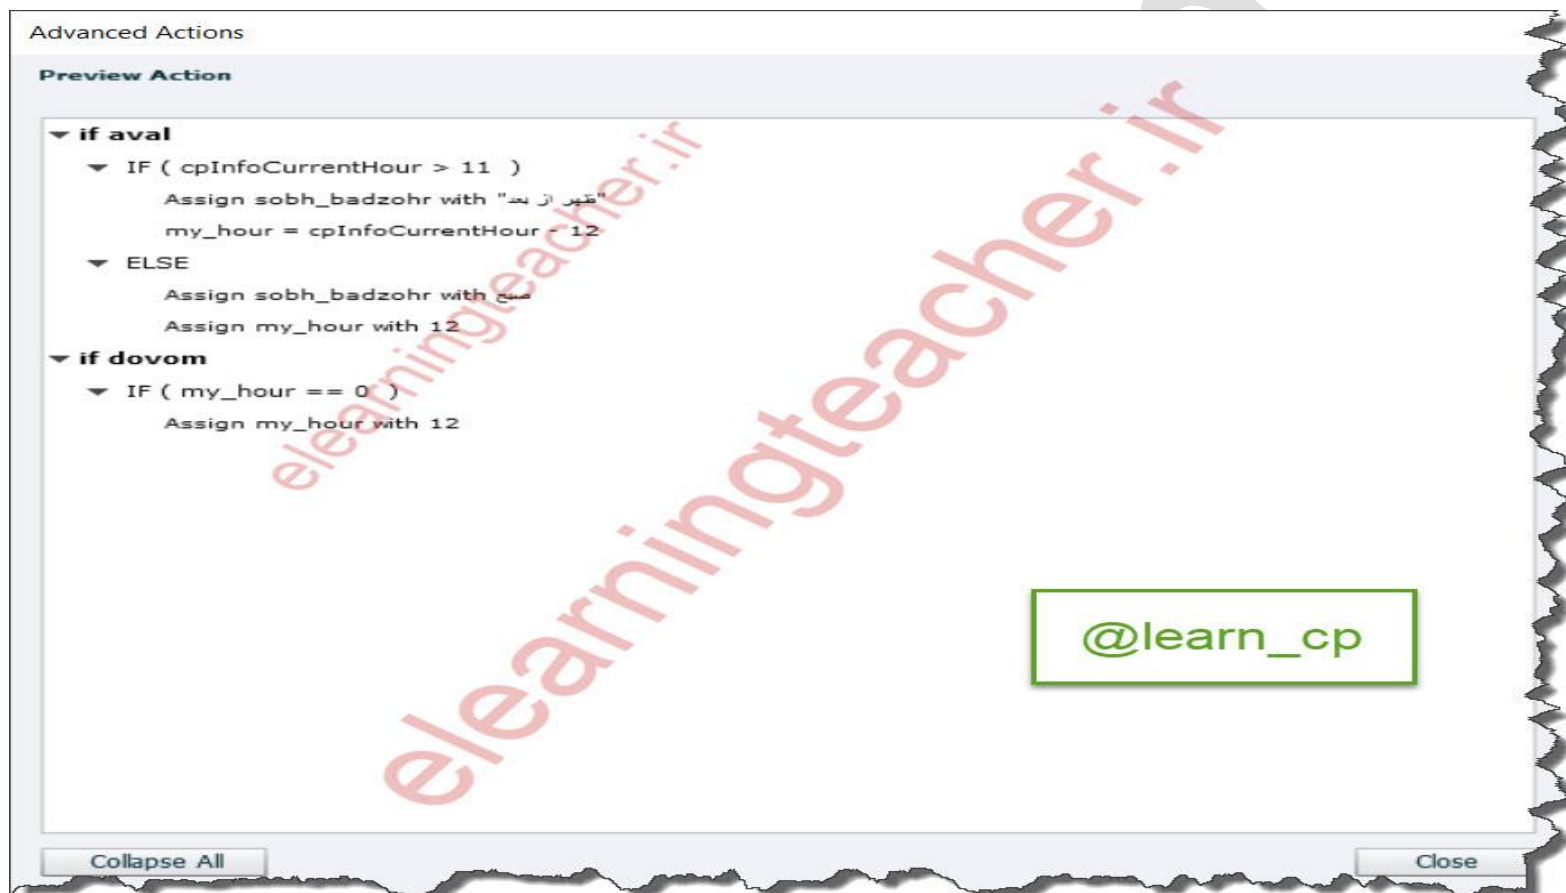 Advanced Actions
Preview Action
if aval
IF ( cpInfoCurrentHour > 11 )
Assign sobh_badzohr with "ظهر از بعد"
my_hour = cpInfoCurrentHour - 12
ELSE
Assign sobh_badzohr with صبح
Assign my_hour with 12
if dovom
IF ( my_hour == 0 )
Assign my_hour with 12
elearningteacher.ir
elearningteacher.ir
@learn_cp
Collapse All
Close